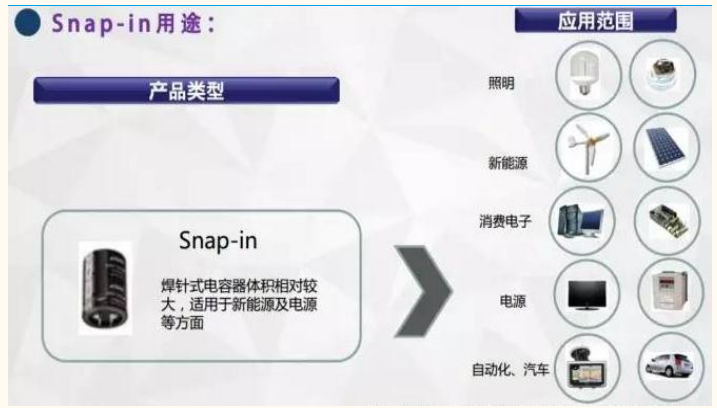 Snap-in用途：
应用范围
产品类型
照明
新能源
消费电子
电源
自动化、汽车
Snap-in
焊针式电容器体积相对较
大，适用于新能源及电源
等方面